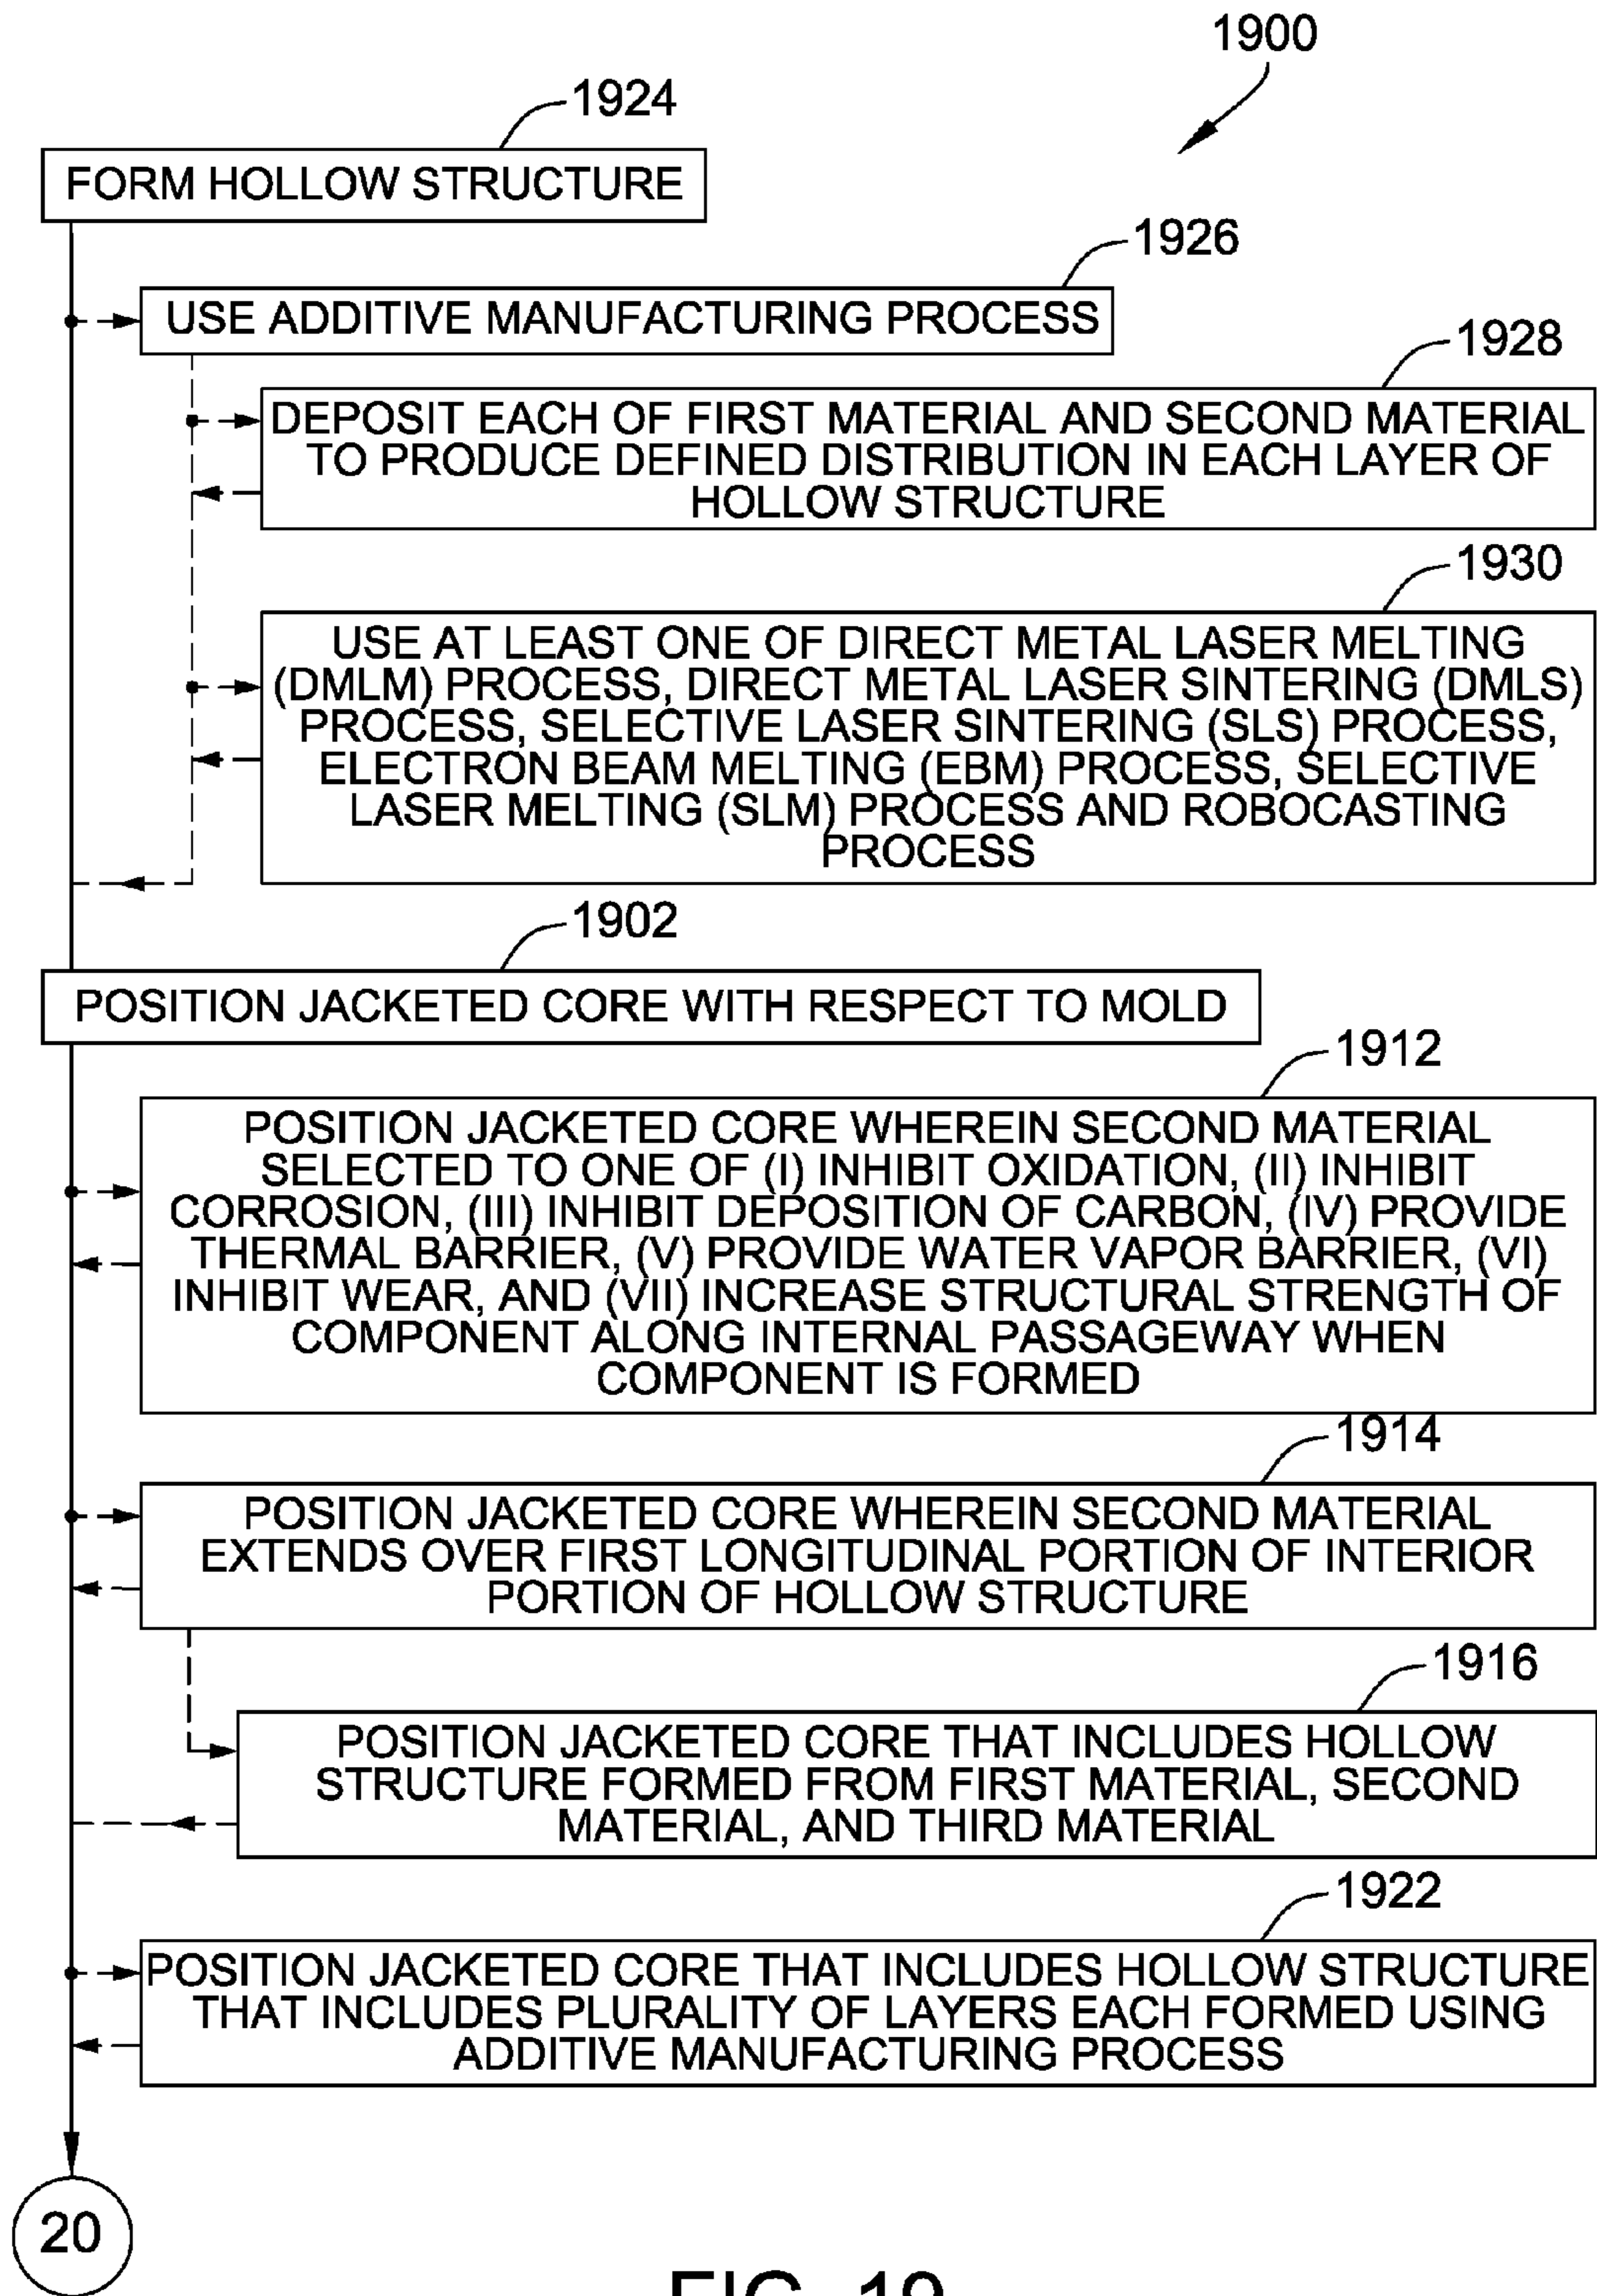 1900
1924
FORM HOLLOW STRUCTURE
1926
USE ADDITIVE MANUFACTURING PROCESS
1928
DEPOSIT EACH OF FIRST MATERIAL AND SECOND MATERIAL
TO PRODUCE DEFINED DISTRIBUTION IN EACH LAYER OF
HOLLOW STRUCTURE
1930
USE AT LEAST ONE OF DIRECT METAL LASER MELTING
(DMLM) PROCESS, DIRECT METAL LASER SINTERING (DMLS)
PROCESS, SELECTIVE LASER SINTERING (SLS) PROCESS,
ELECTRON BEAM MELTING (EBM) PROCESS, SELECTIVE
LASER MELTING (SLM) PROCESS AND ROBOCASTING
PROCESS
1902
POSITION JACKETED CORE WITH RESPECT TO MOLD
1912
POSITION JACKETED CORE WHEREIN SECOND MATERIAL
SELECTED TO ONE OF (I) INHIBIT OXIDATION, (II) INHIBIT
CORROSION, (III) INHIBIT DEPOSITION OF CARBON, (IV) PROVIDE
THERMAL BARRIER, (V) PROVIDE WATER VAPOR BARRIER, (VI)
INHIBIT WEAR, AND (VII) INCREASE STRUCTURAL STRENGTH OF
COMPONENT ALONG INTERNAL PASSAGEWAY WHEN
COMPONENT IS FORMED
1914
POSITION JACKETED CORE WHEREIN SECOND MATERIAL
EXTENDS OVER FIRST LONGITUDINAL PORTION OF INTERIOR
PORTION OF HOLLOW STRUCTURE
1916
POSITION JACKETED CORE THAT INCLUDES HOLLOW
STRUCTURE FORMED FROM FIRST MATERIAL, SECOND
MATERIAL, AND THIRD MATERIAL
1922
POSITION JACKETED CORE THAT INCLUDES HOLLOW STRUCTURE
THAT INCLUDES PLURALITY OF LAYERS EACH FORMED USING
ADDITIVE MANUFACTURING PROCESS
20
FIG. 19